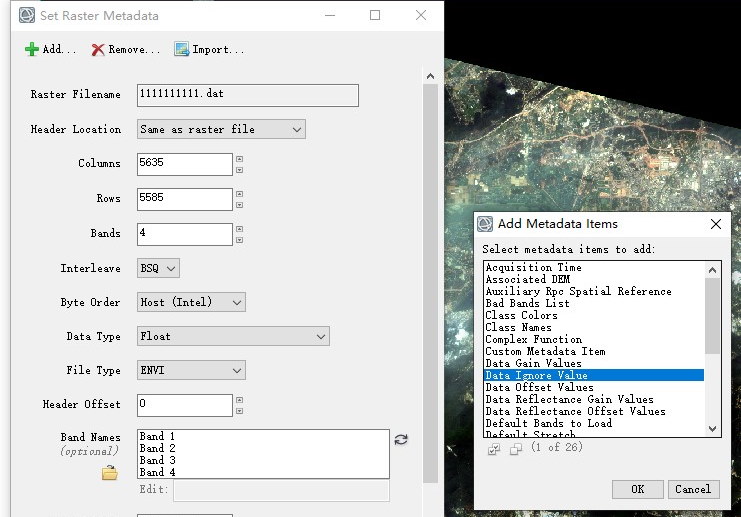 Set Raster Metadata
Add... Remove... Import...
Raster Filename 1111111111.dat
Header Location Same as raster file
Columns 5635
Rows 5585
Bands 4
Interleave BSQ
Byte Order Host (Intel)
Data Type Float
File Type ENVI
Header Offset 0
Band Names
(optional)
Band 1
Band 2
Band 3
Band 4
Edit:
Add Metadata Items
Select metadata items to add:
Acquisition Time
Associated DEM
Auxiliary Rpc Spatial Reference
Bad Bands List
Class Colors
Class Names
Complex Function
Custom Metadata Item
Data Gain Values
Data Ignore Value
Data Offset Values
Data Reflectance Gain Values
Data Reflectance Offset Values
Default Bands to Load
Default Stretch
(1 of 26)
OK Cancel